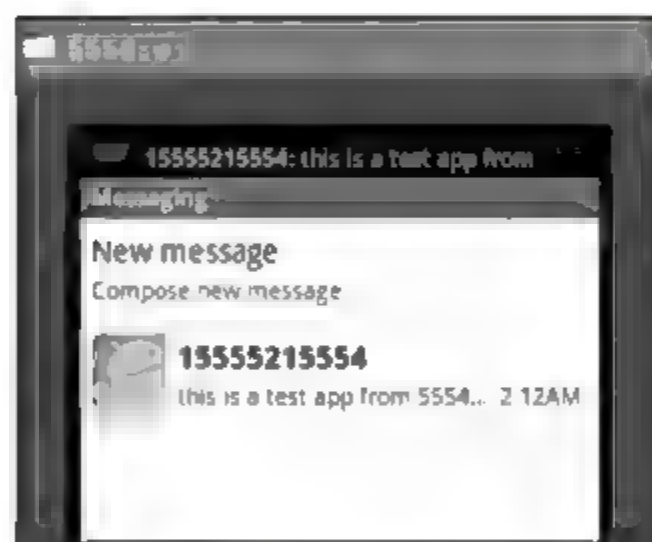 15555215554: this is a test app from
Messaging
New message
Compose new message
15555215554
this is a test app from 5554... 2:12AM